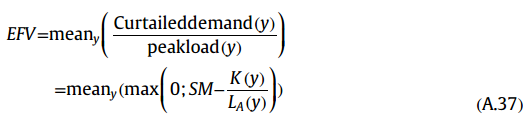 EFV=mean_y(Curtaileddemand(y)/peakload(y))
=mean_y(max(0; SM−K(y)/L_A(y))) (A.37)